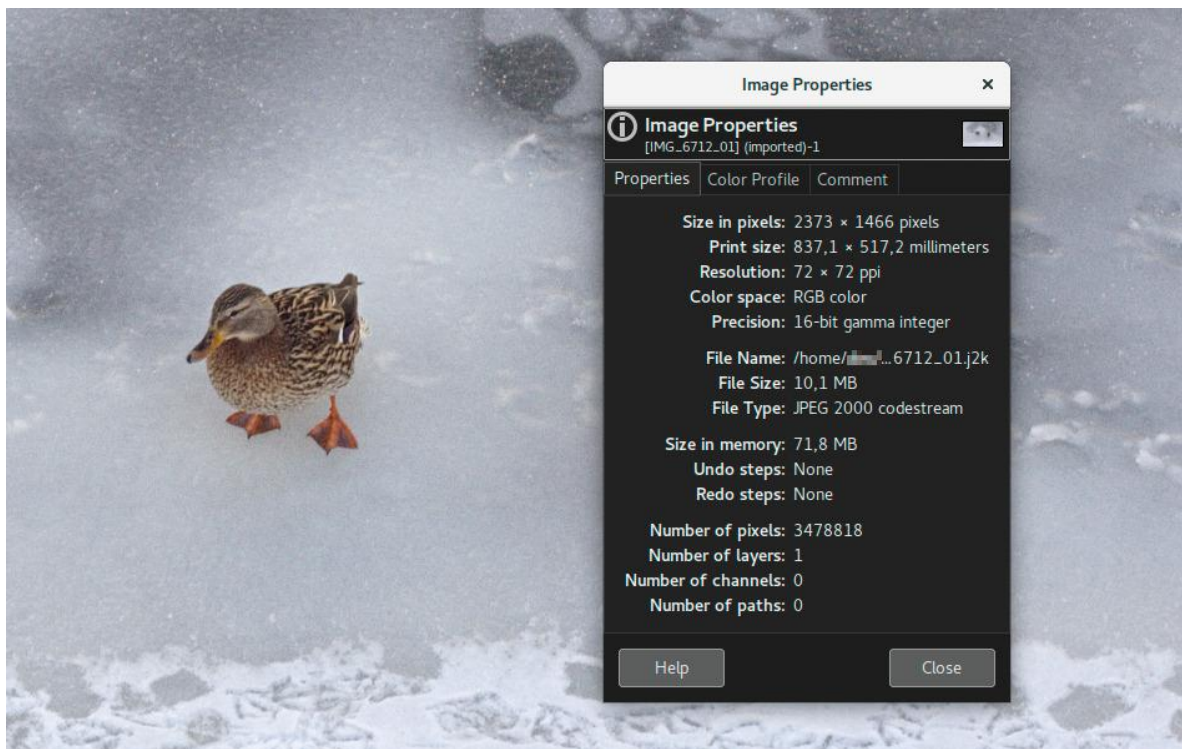 Image Properties ×
Image Properties
[IMG_6712_01] (imported)-1
Properties Color Profile Comment
Size in pixels: 2373 × 1466 pixels
Print size: 837,1 × 517,2 millimeters
Resolution: 72 × 72 ppi
Color space: RGB color
Precision: 16-bit gamma integer
File Name: /home/ ...6712_01.j2k
File Size: 10,1 MB
File Type: JPEG 2000 codestream
Size in memory: 71,8 MB
Undo steps: None
Redo steps: None
Number of pixels: 3478818
Number of layers: 1
Number of channels: 0
Number of paths: 0
Help Close